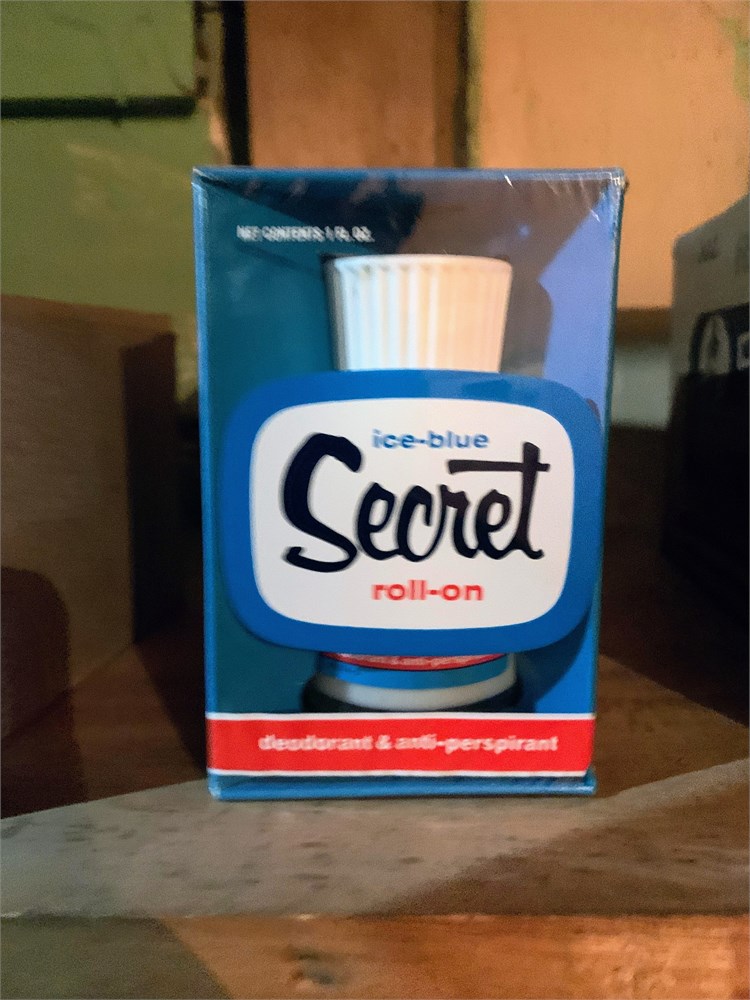 NET CONTENTS: 1 FL. OZ.
ice-blue
Secret
roll-on
deodorant & anti-perspirant